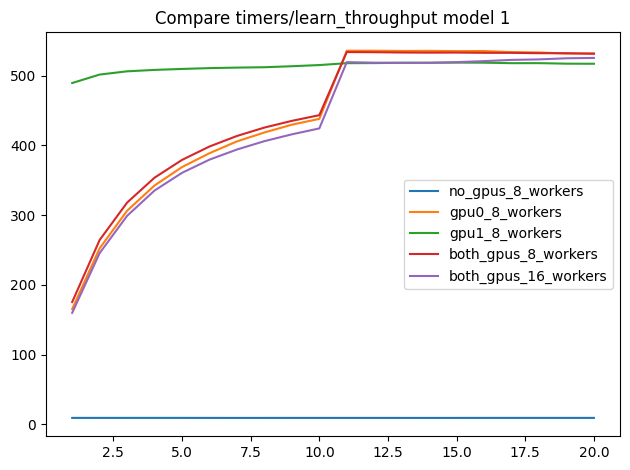 Compare timers/learn_throughput model 1
500
400
300
200
100
0
no_gpus_8_workers
gpu0_8_workers
gpu1_8_workers
both_gpus_8_workers
both_gpus_16_workers
2.5 5.0 7.5 10.0 12.5 15.0 17.5 20.0